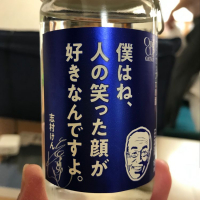 僕はね、
人の笑った顔が
好きなんですよ。
志村けん